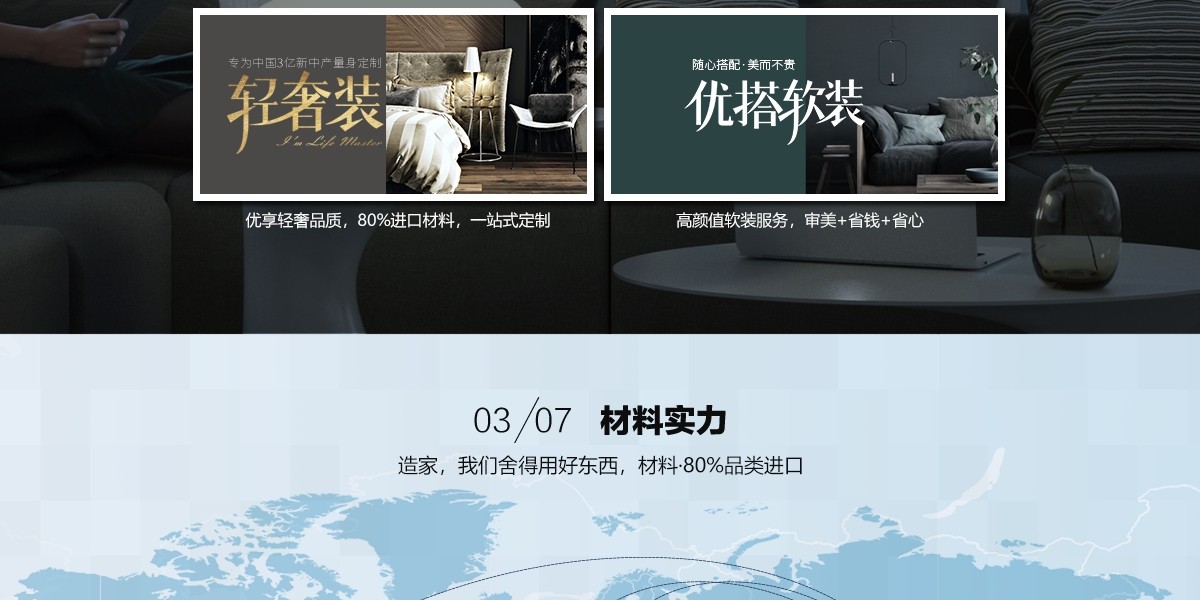 专为中国3亿新中产量身定制
轻奢装
I'm Life Master
优享轻奢品质，80%进口材料，一站式定制
随心搭配·美而不贵
优搭软装
高颜值软装服务，审美+省钱+省心
03/07 材料实力
造家，我们舍得用好东西，材料·80%品类进口